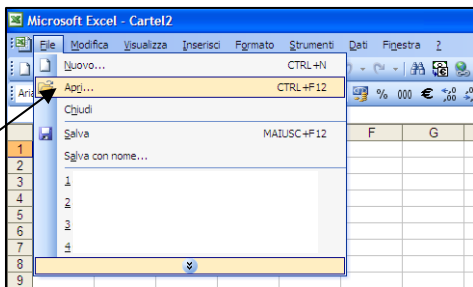 Microsoft Excel - Cartel2
File Modifica Visualizza Inserisci Formato Strumenti Dati Finestra ?
Nuovo... CTRL+N
Apri... CTRL+F12
Chiudi
Salva MAIUSC+F12
Salva con nome...
1
2
3
4
% 000 €
F G
1
2
3
4
5
6
7
8
9